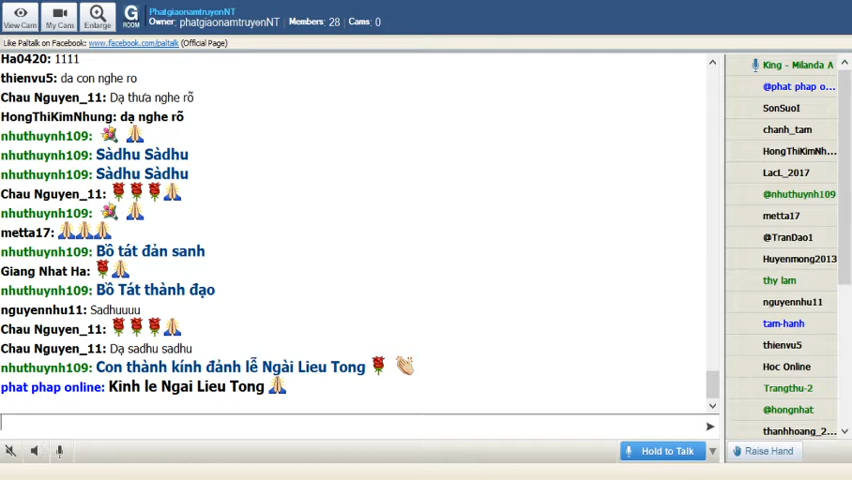 PhatgiaonamtruyenNT
Owner: phatgiaonamtruyenNT | Members: 28 | Cams: 0
View Cam
My Cam
Enlarge
G
ROOM
Like Paltalk on Facebook: www.facebook.com/paltalk (Official Page)
Ha0420: 1111
thienvu5: da con nghe ro
Chau Nguyen_11: Dạ thưa nghe rõ
HongThiKimNhung: dạ nghe rõ
nhuthuynh109:
nhuthuynh109: Sàdhu Sàdhu
nhuthuynh109: Sàdhu Sàdhu
Chau Nguyen_11:
nhuthuynh109:
metta17:
nhuthuynh109: Bồ tát đản sanh
Giang Nhat Ha:
nhuthuynh109: Bồ Tát thành đạo
nguyennhu11: Sadhuuuu
Chau Nguyen_11:
Chau Nguyen_11: Dạ sadhu sadhu
nhuthuynh109: Con thành kính đảnh lễ Ngài Lieu Tong
phat phap online: Kinh le Ngai Lieu Tong
Hold to Talk
King - Milanda A
@phat phap o...
SonSuoI
chanh_tam
HongThiKimNh...
LacL_2017
@nhuthuynh109
metta17
@TranDao1
Huyenmong2013
thy lam
nguyennhu11
tam-hanh
thienvu5
Hoc Online
Trangthu-2
@hongnhat
thanhhoang_2...
Raise Hand